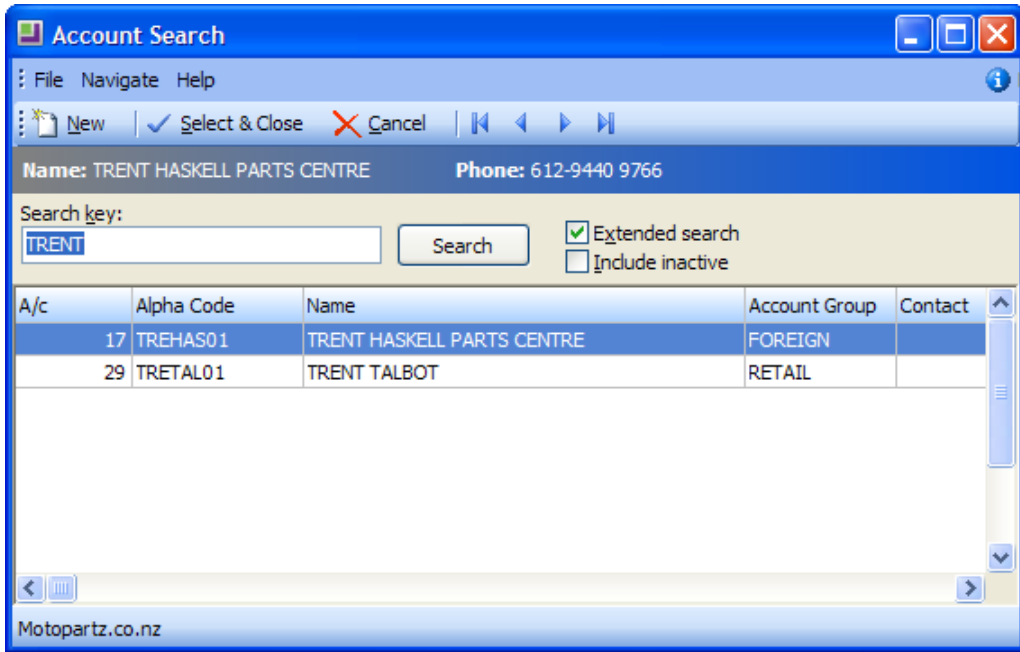 Account Search
File Navigate Help
New Select & Close Cancel
Name: TRENT HASKELL PARTS CENTRE Phone: 612-9440 9766
Search key:
TRENT Search Extended search
Include inactive
A/c Alpha Code Name Account Group Contact
17 TREHAS01 TRENT HASKELL PARTS CENTRE FOREIGN
29 TRETAL01 TRENT TALBOT RETAIL
Motopartz.co.nz